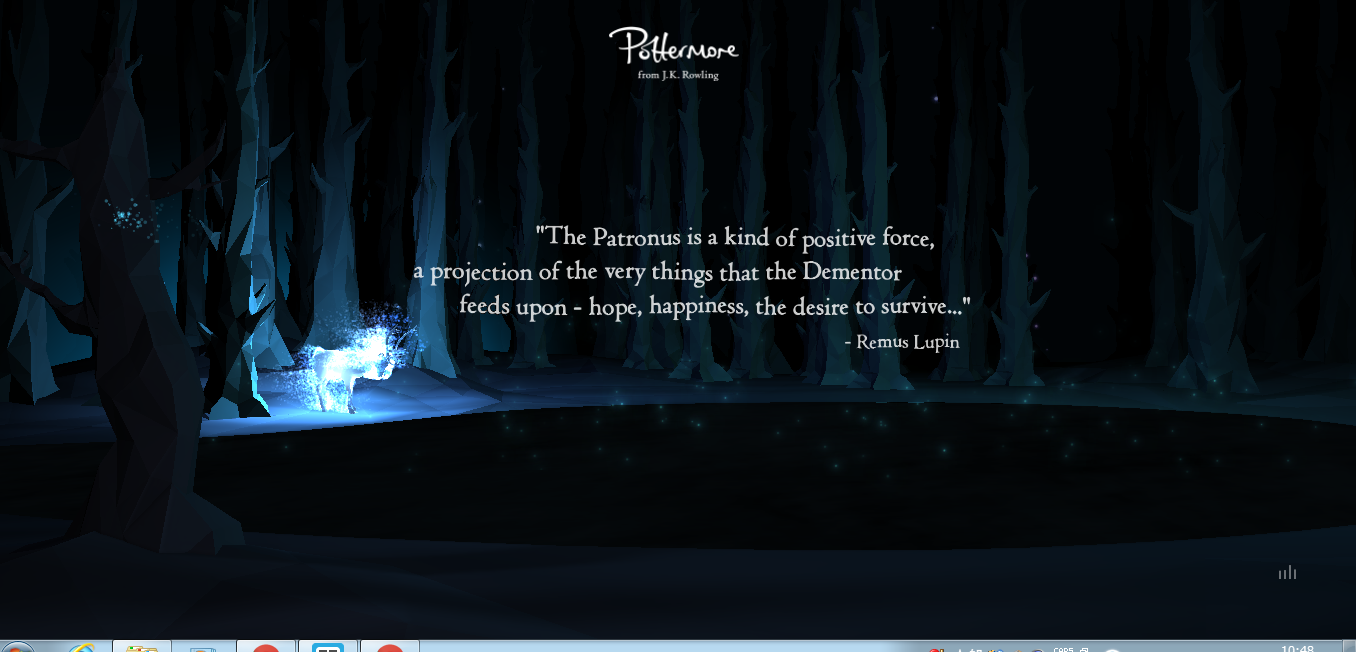 Pottermore
from J.K. Rowling
"The Patronus is a kind of positive force,
a projection of the very things that the Dementor
feeds upon - hope, happiness, the desire to survive..."
- Remus Lupin
CAPS
10:48